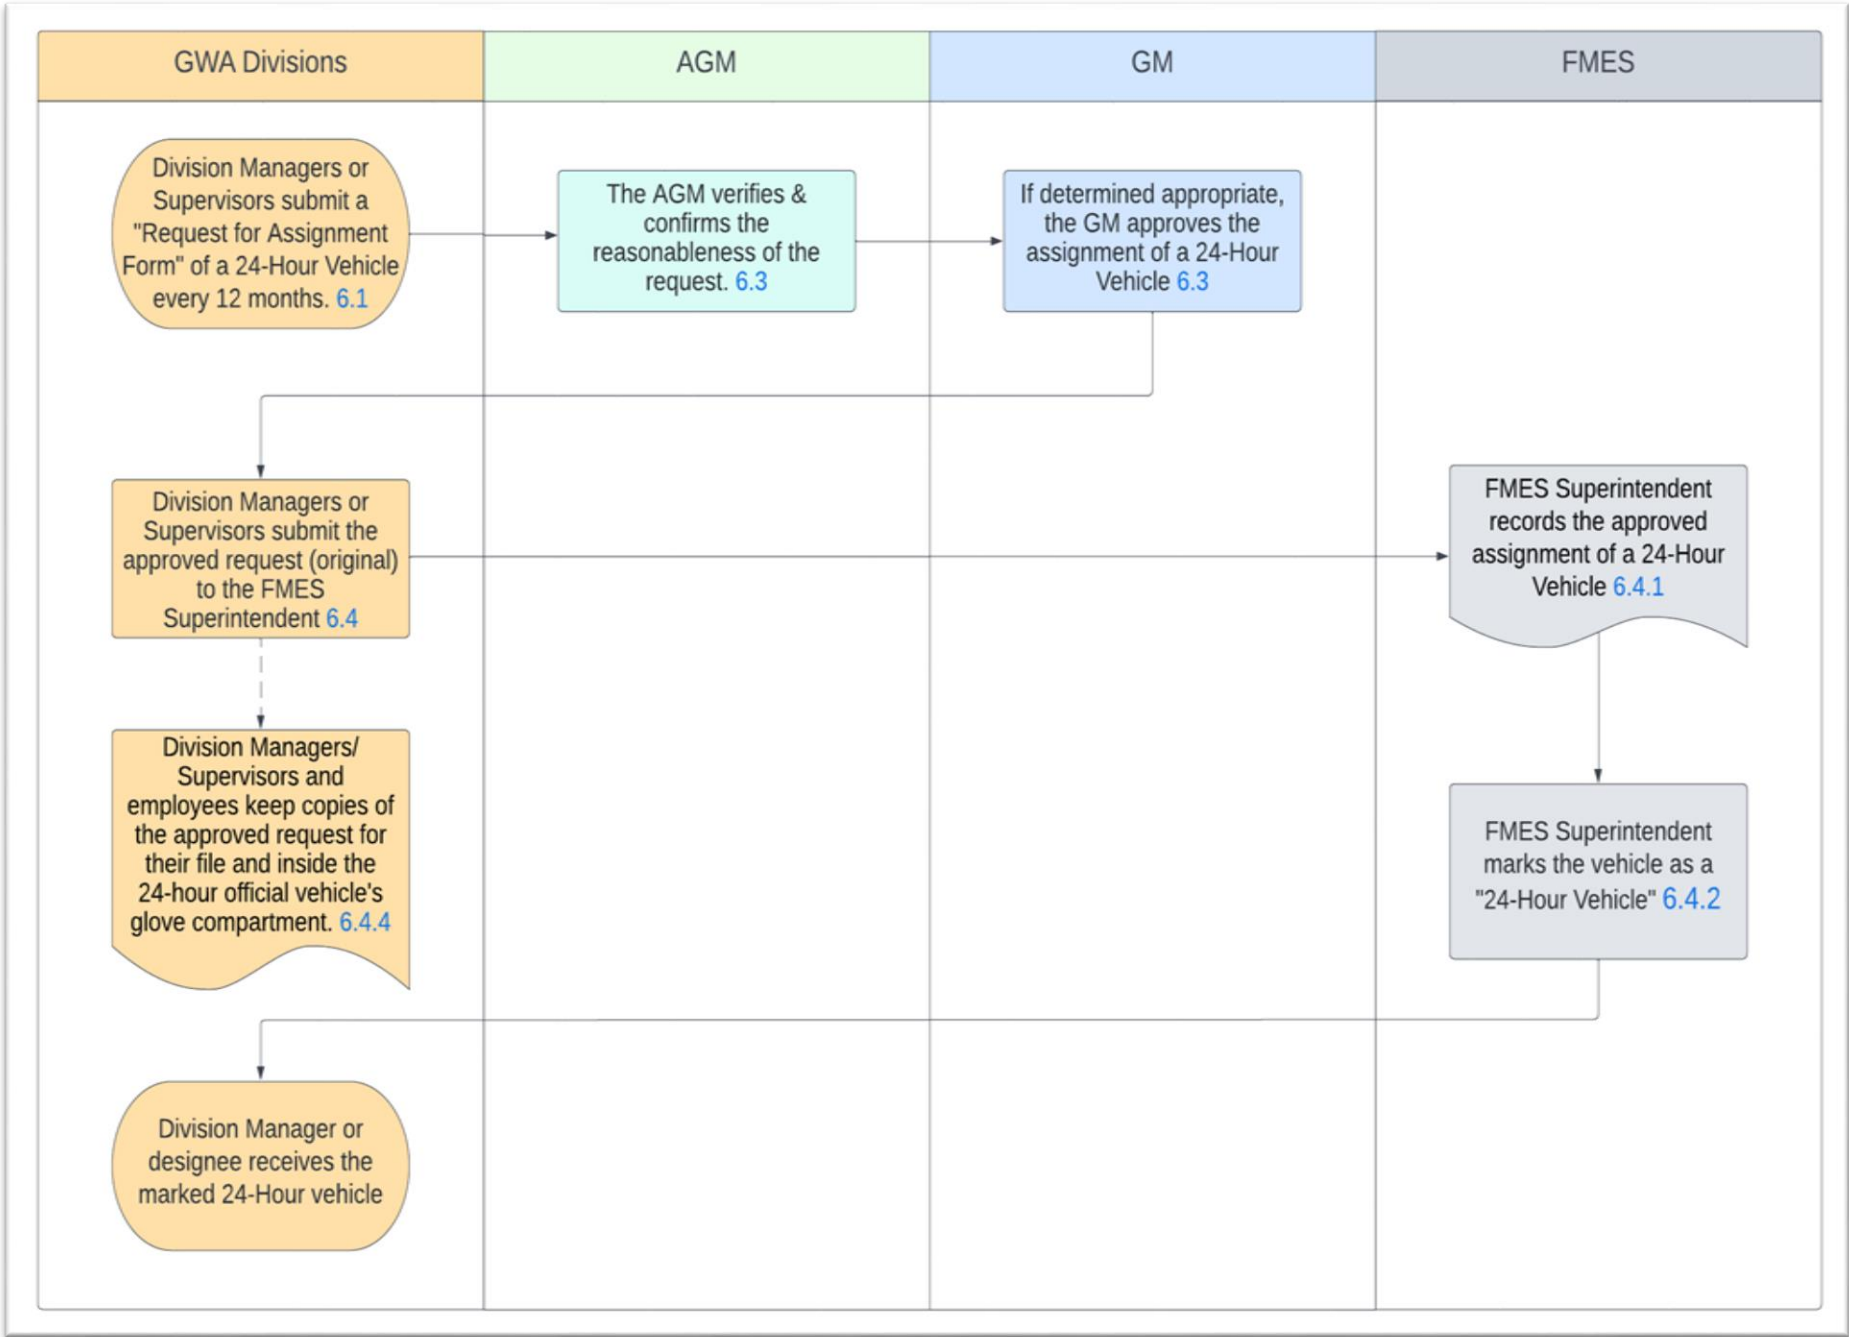 GWA Divisions
AGM
GM
FMES
Division Managers or
Supervisors submit a
"Request for Assignment
Form" of a 24-Hour Vehicle
every 12 months. 6.1
The AGM verifies &
confirms the
reasonableness of the
request. 6.3
If determined appropriate,
the GM approves the
assignment of a 24-Hour
Vehicle 6.3
Division Managers or
Supervisors submit the
approved request (original)
to the FMES
Superintendent 6.4
FMES Superintendent
records the approved
assignment of a 24-Hour
Vehicle 6.4.1
Division Managers/
Supervisors and
employees keep copies of
the approved request for
their file and inside the
24-hour official vehicle's
glove compartment. 6.4.4
FMES Superintendent
marks the vehicle as a
"24-Hour Vehicle" 6.4.2
Division Manager or
designee receives the
marked 24-Hour vehicle